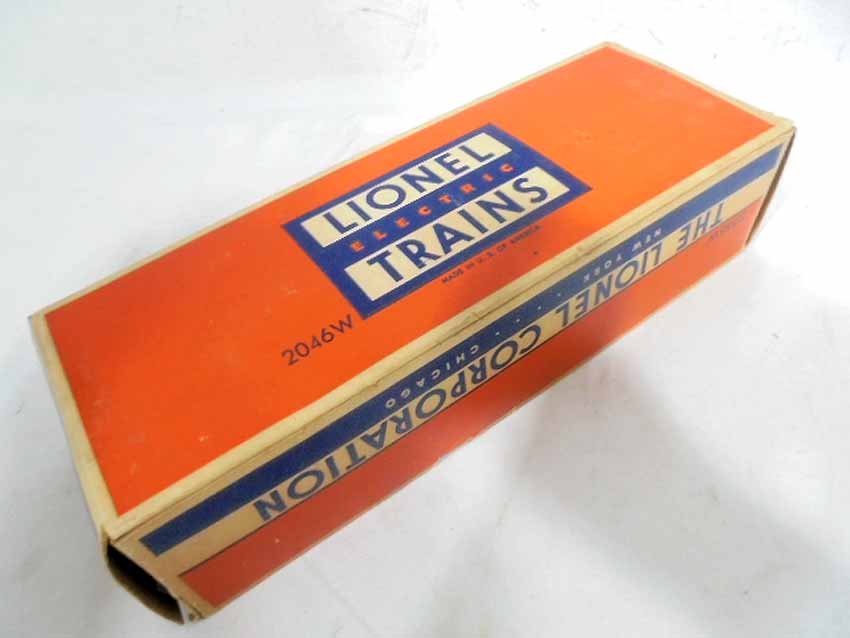 LIONEL
ELECTRIC
TRAINS
MADE IN U. S. OF AMERICA
2046W
THE LIONEL CORPORATION
NEW YORK . . . . . CHICAGO